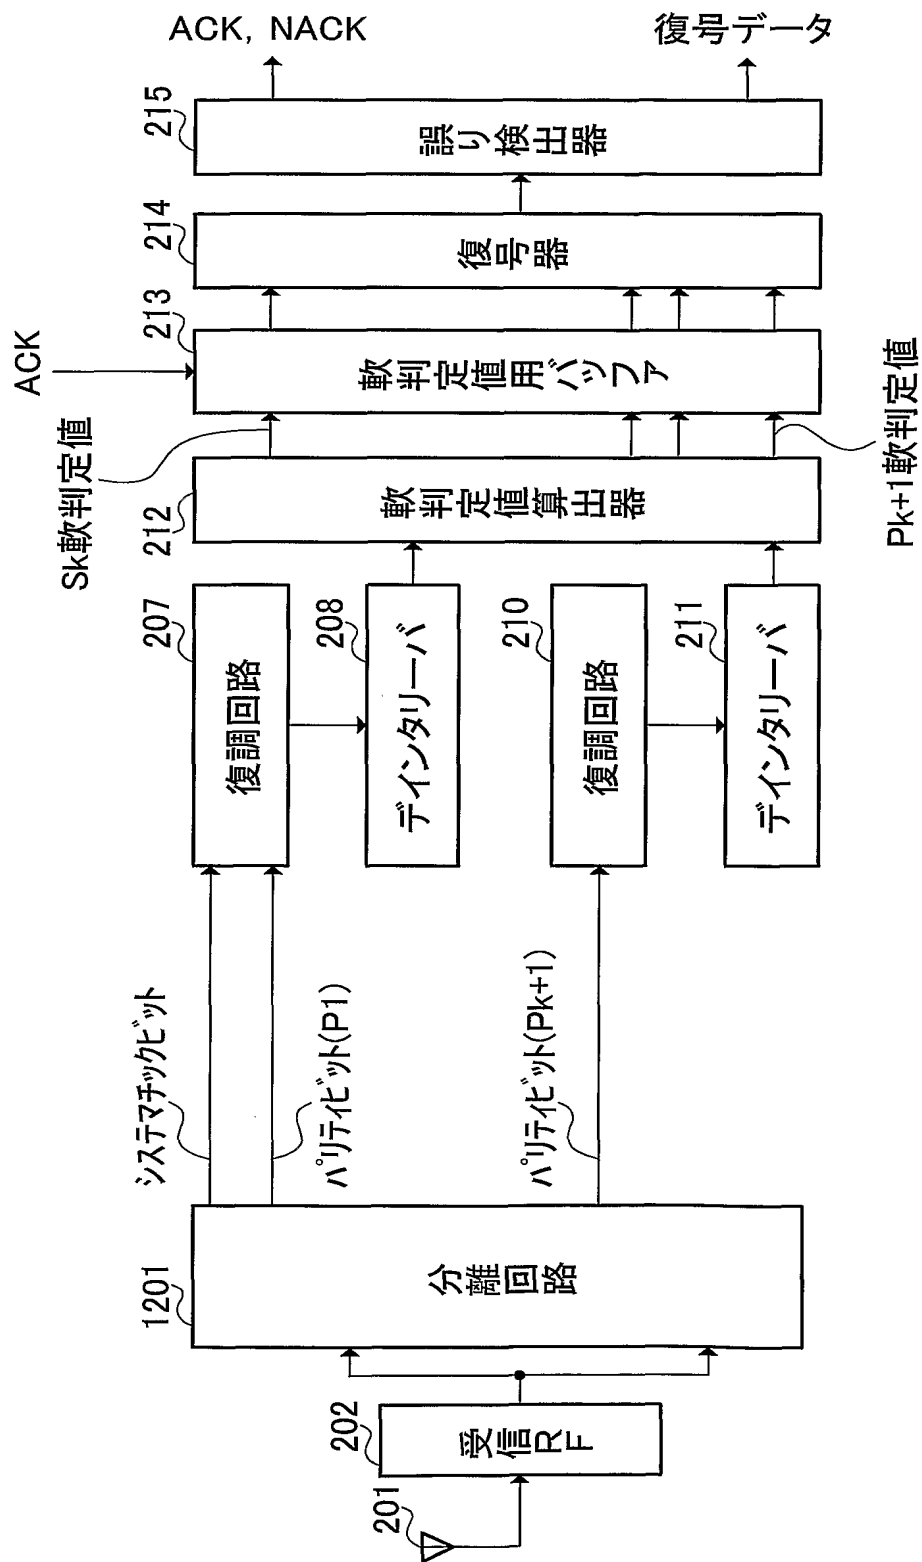 201
202
受信RF
1201
分離回路
システマチックビット
パリティビット(P1)
パリティビット(Pk+1)
207
復調回路
208
デインタリーバ
210
復調回路
211
デインタリーバ
212
軟判定値算出器
Sk軟判定値
Pk+1軟判定値
ACK
213
軟判定値用バッファ
214
復号器
215
誤り検出器
ACK, NACK
復号データ